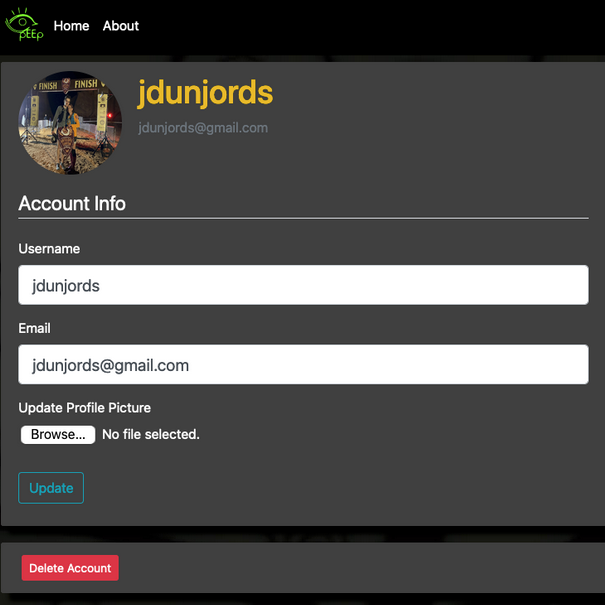 pEEp
Home About
FINISH FINISH
jdunjords
jdunjords@gmail.com
Account Info
Username
jdunjords
Email
jdunjords@gmail.com
Update Profile Picture
Browse... No file selected.
Update
Delete Account